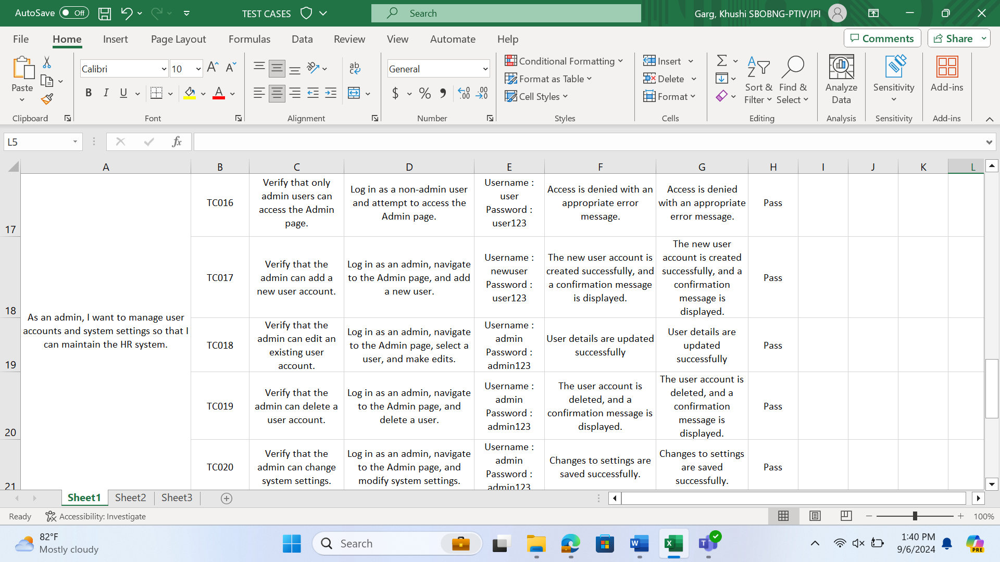 AutoSave Off
TEST CASES
Search
Garg, Khushi SBOBNG-PTIV/IPI
File Home Insert Page Layout Formulas Data Review View Automate Help
Comments Share
Paste
Clipboard
Calibri 10
B I U A
Font
ab
Alignment
General
$ %
Number
Conditional Formatting
Format as Table
Cell Styles
Styles
Insert
Delete
Format
Cells
Sort &
Filter
Find &
Select
Editing
Analyze
Data
Analysis
Sensitivity
Sensitivity
Add-ins
Add-ins
L5
fx
A B C D E F G H I J K L
17
TC016
Verify that only
admin users can
access the Admin
page.
Log in as a non-admin user
and attempt to access the
Admin page.
Username :
user
Password :
user123
Access is denied with an
appropriate error
message.
Access is denied
with an appropriate
error message.
Pass
As an admin, I want to manage user
accounts and system settings so that I
can maintain the HR system.
18
TC017
Verify that the
admin can add a
new user account.
Log in as an admin, navigate
to the Admin page, and add
a new user.
Username :
newuser
Password :
user123
The new user account is
created successfully, and
a confirmation message
is displayed.
The new user
account is created
successfully, and a
confirmation
message is
displayed.
Pass
19
TC018
Verify that the
admin can edit an
existing user
account.
Log in as an admin, navigate
to the Admin page, select a
user, and make edits.
Username :
admin
Password :
admin123
User details are updated
successfully
User details are
updated
successfully
Pass
20
TC019
Verify that the
admin can delete a
user account.
Log in as an admin, navigate
to the Admin page, and
delete a user.
Username :
admin
Password :
admin123
The user account is
deleted, and a
confirmation message is
displayed.
The user account is
deleted, and a
confirmation
message is
displayed.
Pass
21
TC020
Verify that the
admin can change
system settings.
Log in as an admin, navigate
to the Admin page, and
modify system settings.
Username :
admin
Password :
admin123
Changes to settings are
saved successfully.
Changes to settings
are saved
successfully.
Pass
Sheet1 Sheet2 Sheet3
Ready
Accessibility: Investigate
100%
82°F
Mostly cloudy
Search
1:40 PM
9/6/2024
PRE